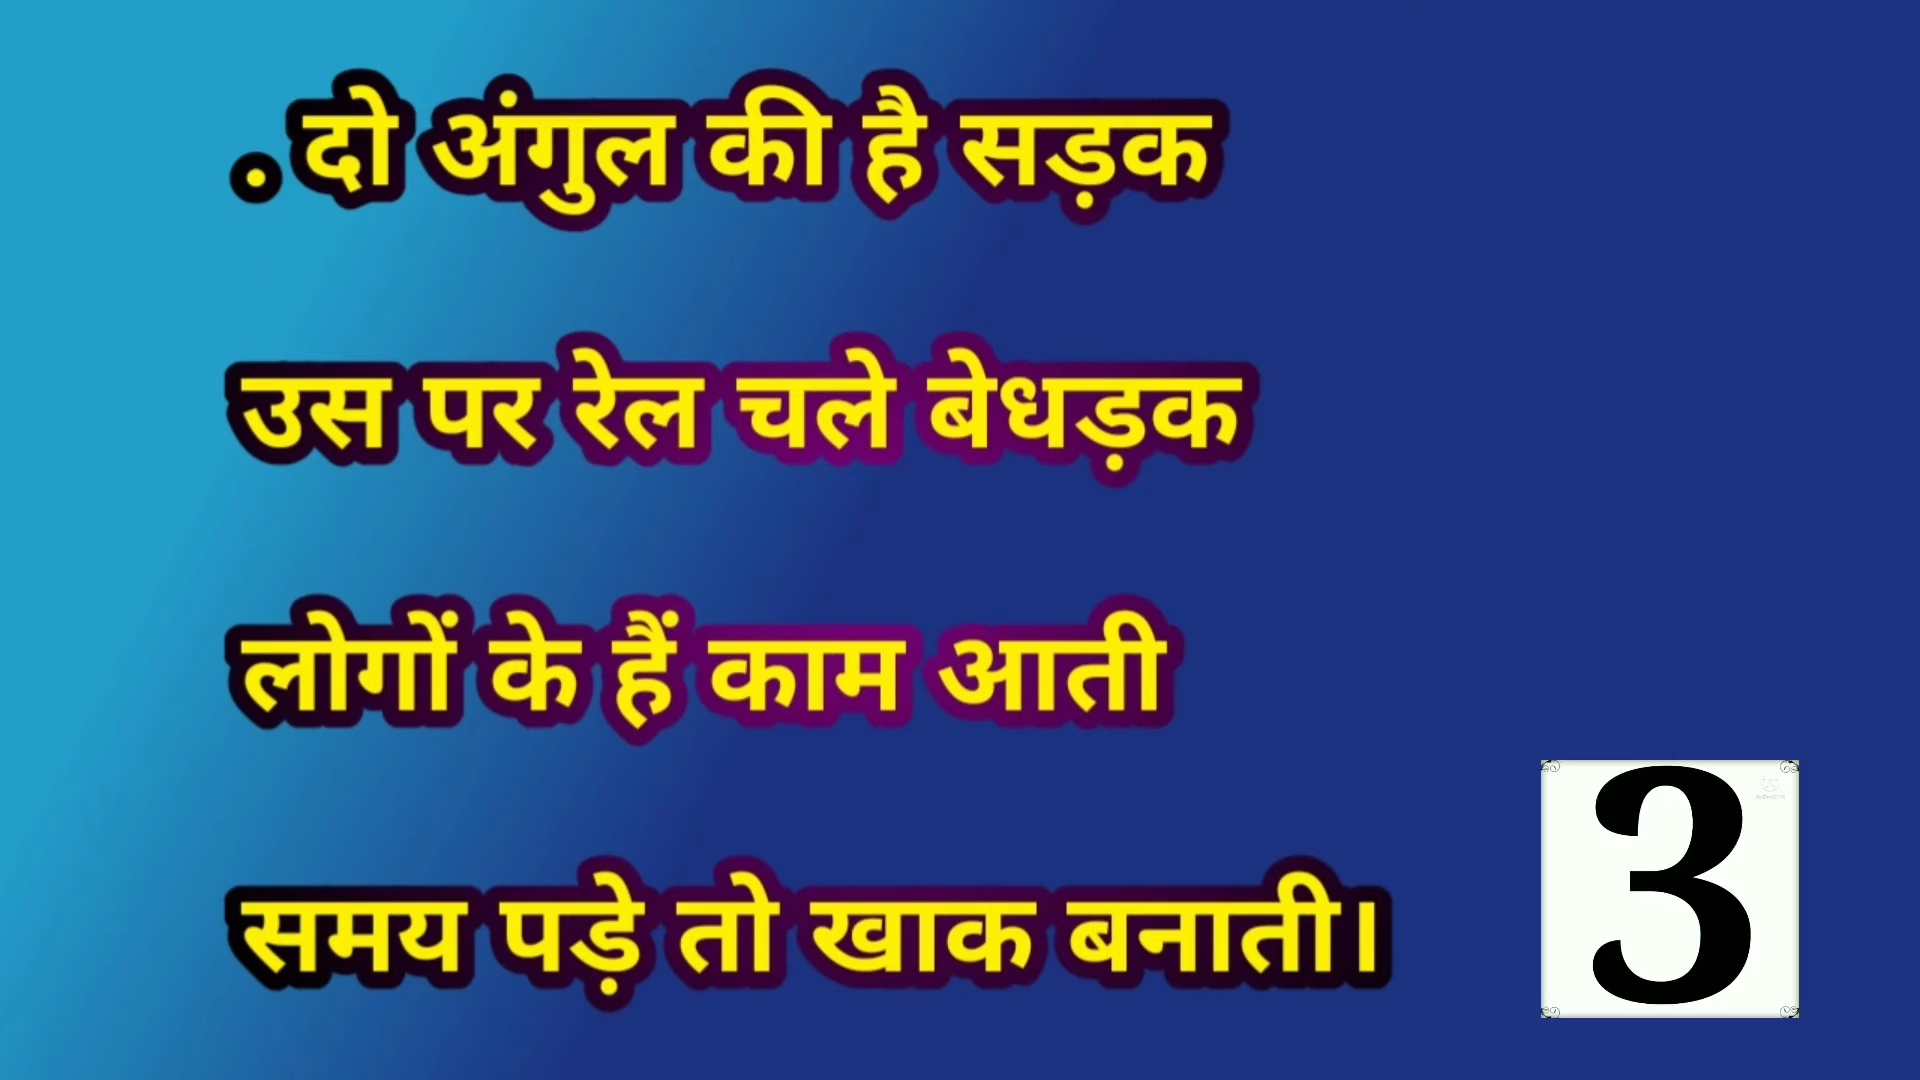 . दो अंगुल की है सड़क
उस पर रेल चले बेधड़क
लोगों के हैं काम आती
समय पड़े तो खाक बनाती।
3